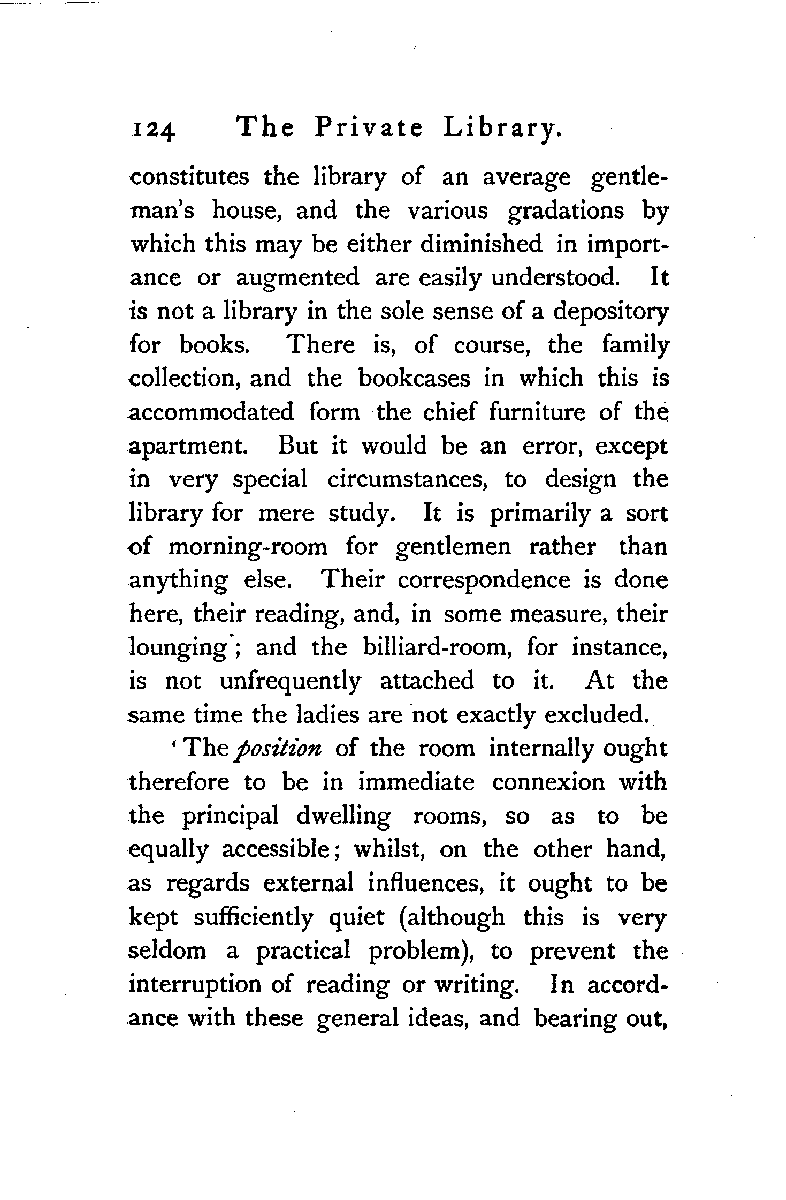 124 The Private Library.
constitutes the library of an average gentle-
man's house, and the various gradations by
which this may be either diminished in import-
ance or augmented are easily understood. It
is not a library in the sole sense of a depository
for books. There is, of course, the family
collection, and the bookcases in which this is
accommodated form the chief furniture of the
apartment. But it would be an error, except
in very special circumstances, to design the
library for mere study. It is primarily a sort
of morning-room for gentlemen rather than
anything else. Their correspondence is done
here, their reading, and, in some measure, their
lounging; and the billiard-room, for instance,
is not unfrequently attached to it. At the
same time the ladies are not exactly excluded.
‘The position of the room internally ought
therefore to be in immediate connexion with
the principal dwelling rooms, so as to be
equally accessible; whilst, on the other hand,
as regards external influences, it ought to be
kept sufficiently quiet (although this is very
seldom a practical problem), to prevent the
interruption of reading or writing. In accord-
ance with these general ideas, and bearing out,